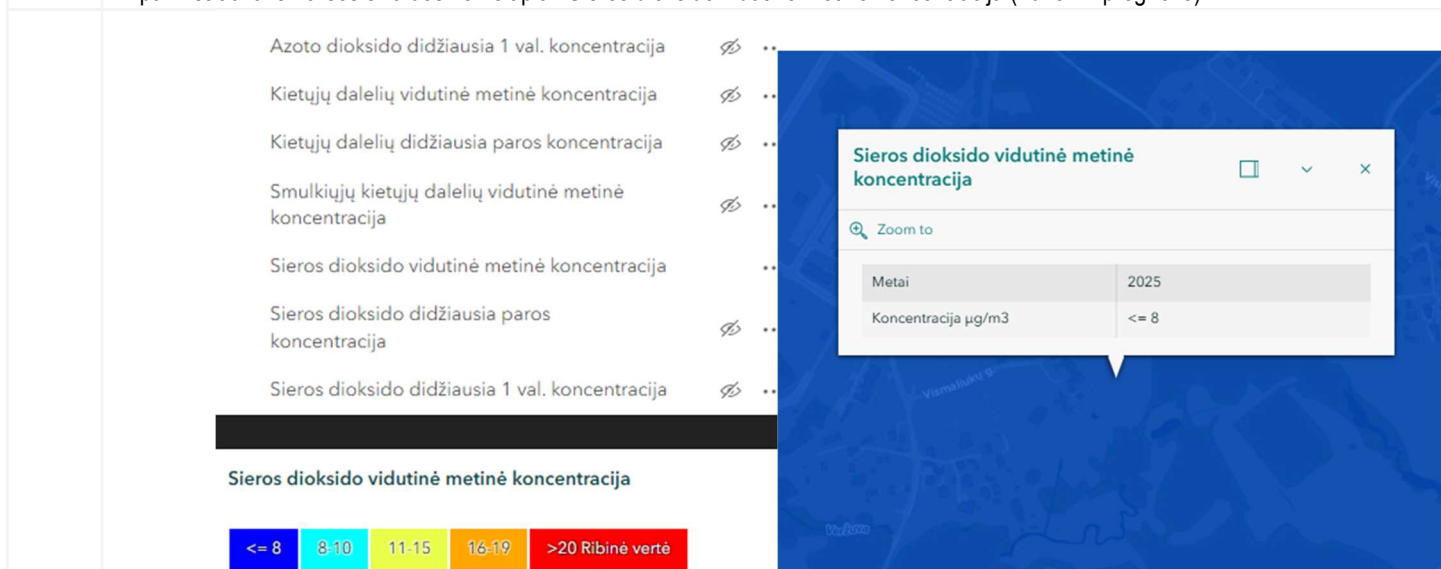 Azoto dioksido didžiausia 1 val. koncentracija
Kietųjų dalelių vidutinė metinė koncentracija
Kietųjų dalelių didžiausia paros koncentracija
Smulkiųjų kietųjų dalelių vidutinė metinė
koncentracija
Sieros dioksido vidutinė metinė koncentracija
Sieros dioksido didžiausia paros
koncentracija
Sieros dioksido didžiausia 1 val. koncentracija
Sieros dioksido vidutinė metinė koncentracija
<= 8 8-10 11-15 16-19 >20 Ribinė vertė
Sieros dioksido vidutinė metinė
koncentracija
Zoom to
Metai 2025
Koncentracija µg/m3 <= 8
Vismaliukų g.